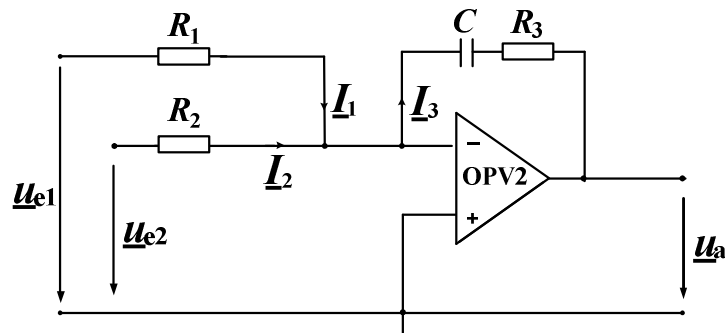 R1
C
R3
I1
I3
R2
−
OPV2
I2
+
ue1
ue2
ua